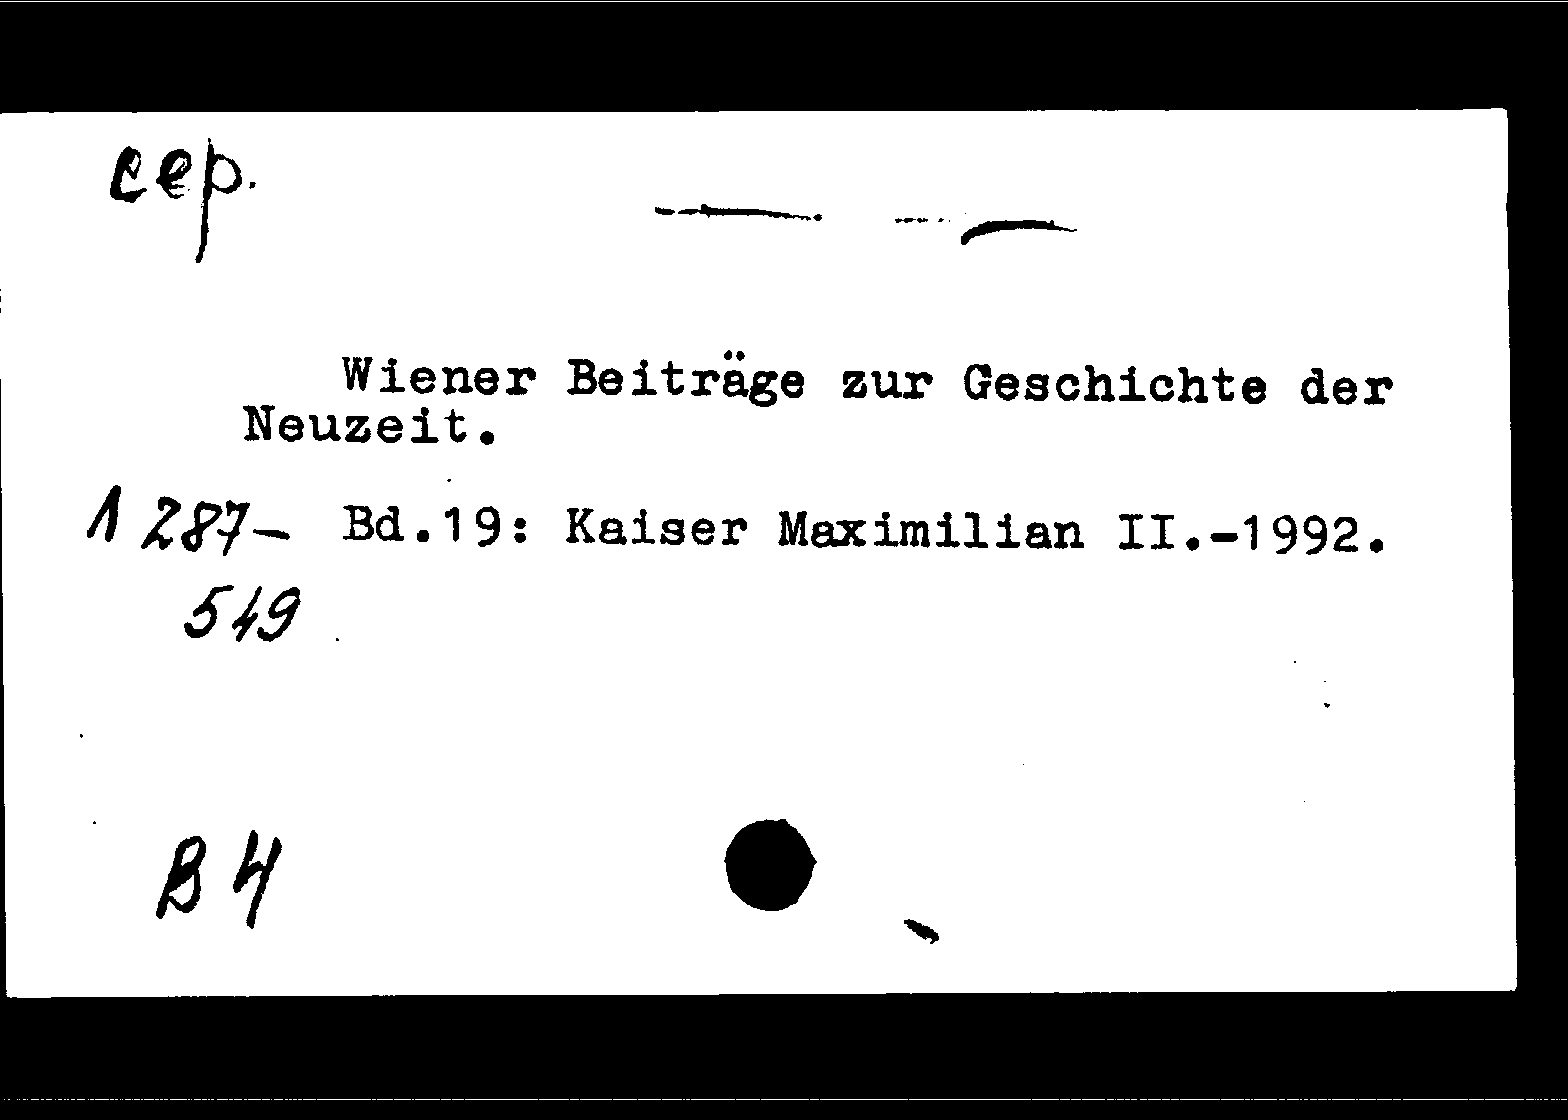 сер.
Wiener Beiträge zur Geschichte der
Neuzeit.
1 287- Bd.19: Kaiser Maximilian II.-1992.
549
B 4